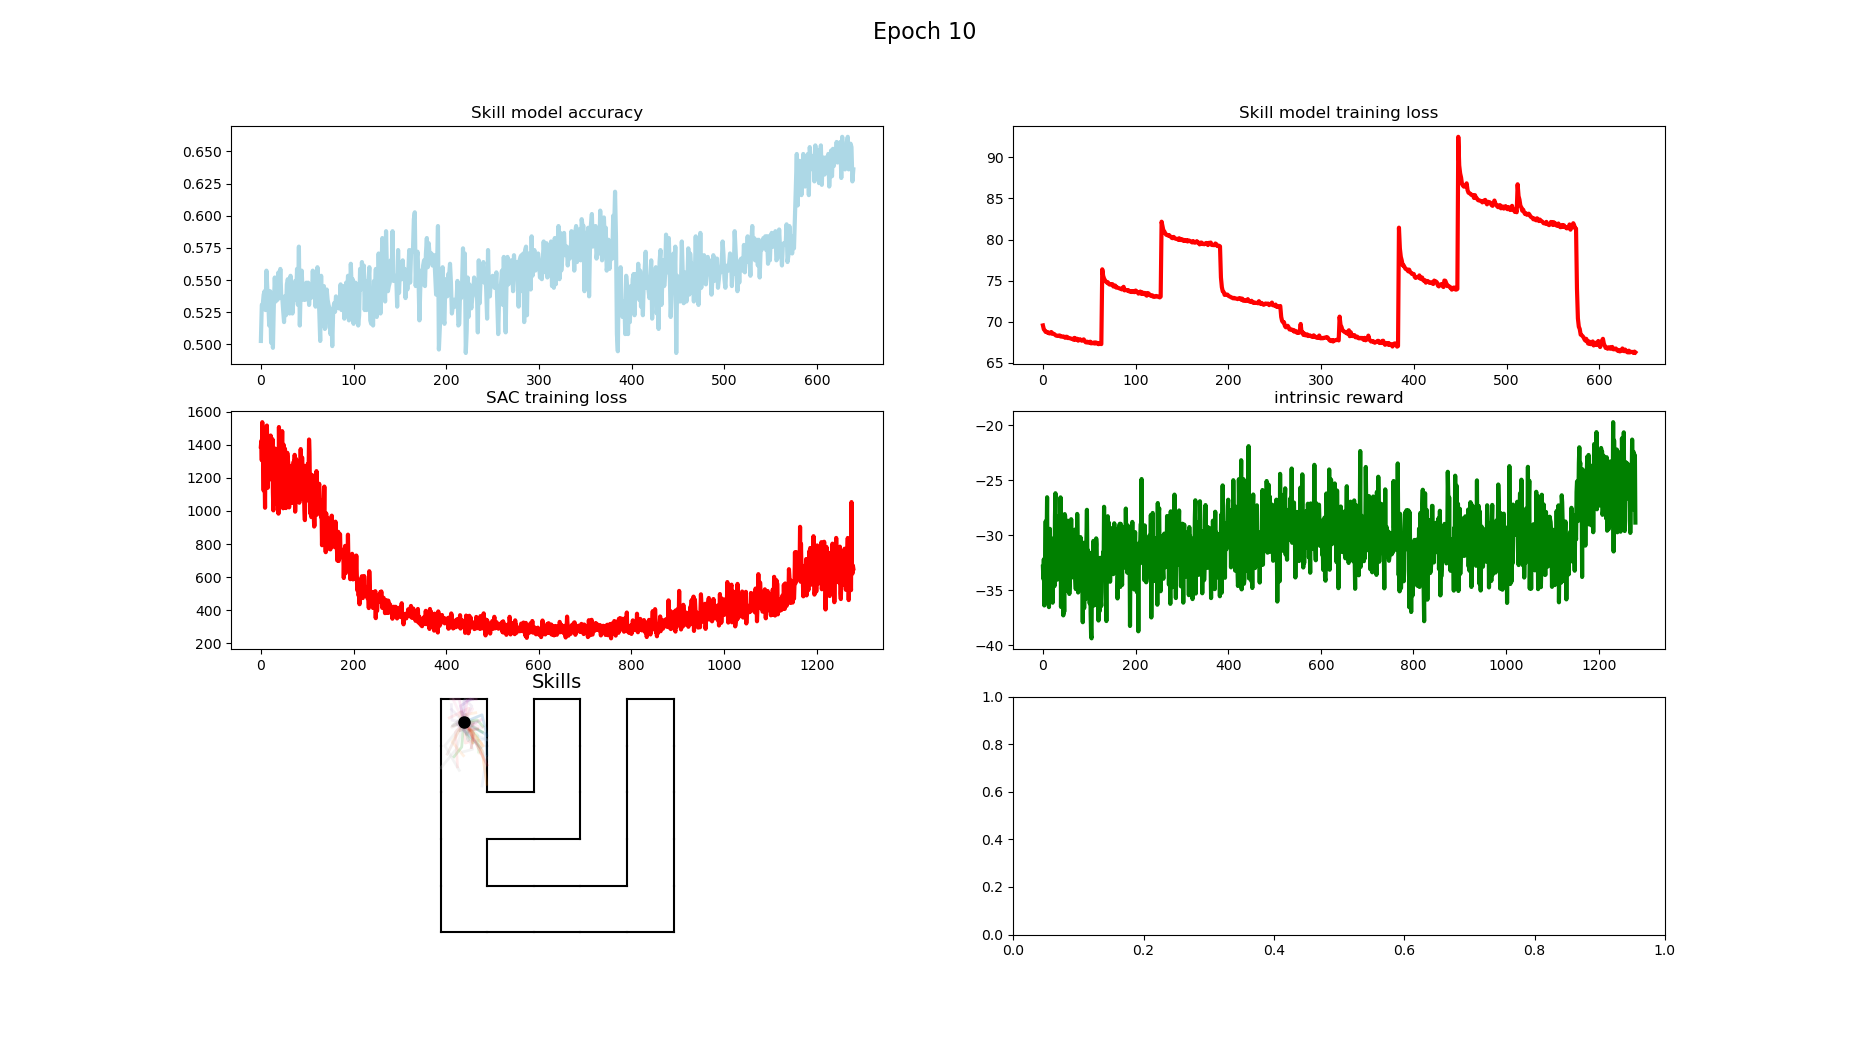 Epoch 10
Skill model accuracy
0.650
0.625
0.600
0.575
0.550
0.525
0.500
0 100 200 300 400 500 600
Skill model training loss
90
85
80
75
70
65
0 100 200 300 400 500 600
SAC training loss
1600
1400
1200
1000
800
600
400
200
0 200 400 600 800 1000 1200
intrinsic reward
−20
−25
−30
−35
−40
0 200 400 600 800 1000 1200
Skills
1.0
0.8
0.6
0.4
0.2
0.0
0.0 0.2 0.4 0.6 0.8 1.0